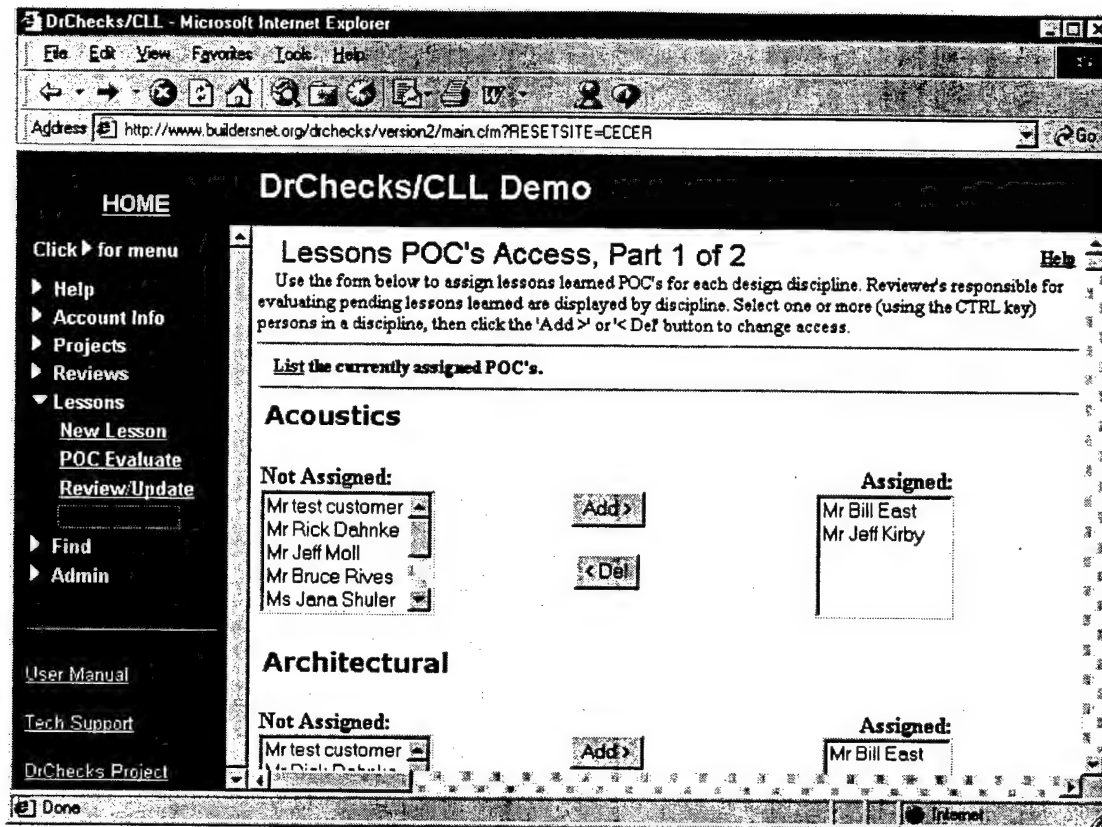 DrChecks/CLL - Microsoft Internet Explorer
File Edit View Favorites Tools Help
Address http://www.buildersnet.org/drchecks/version2/main.cfm?RESETSITE=CECER Go
DrChecks/CLL Demo
HOME
Click for menu
Help
Account Info
Projects
Reviews
Lessons
New Lesson
POC Evaluate
Review/Update
Find
Admin
User Manual
Tech Support
DrChecks Project
Lessons POC's Access, Part 1 of 2
Help
Use the form below to assign lessons learned POC's for each design discipline. Reviewer's responsible for
evaluating pending lessons learned are displayed by discipline. Select one or more (using the CTRL key)
persons in a discipline, then click the 'Add >' or '< Del' button to change access.
List the currently assigned POC's.
Acoustics
Not Assigned:
Mr test customer
Mr Rick Dahnke
Mr Jeff Moll
Mr Bruce Rives
Ms Jana Shuler
Add >
< Del
Assigned:
Mr Bill East
Mr Jeff Kirby
Architectural
Not Assigned:
Mr test customer
Mr Rick Dahnke
Add >
Assigned:
Mr Bill East
Done
Internet